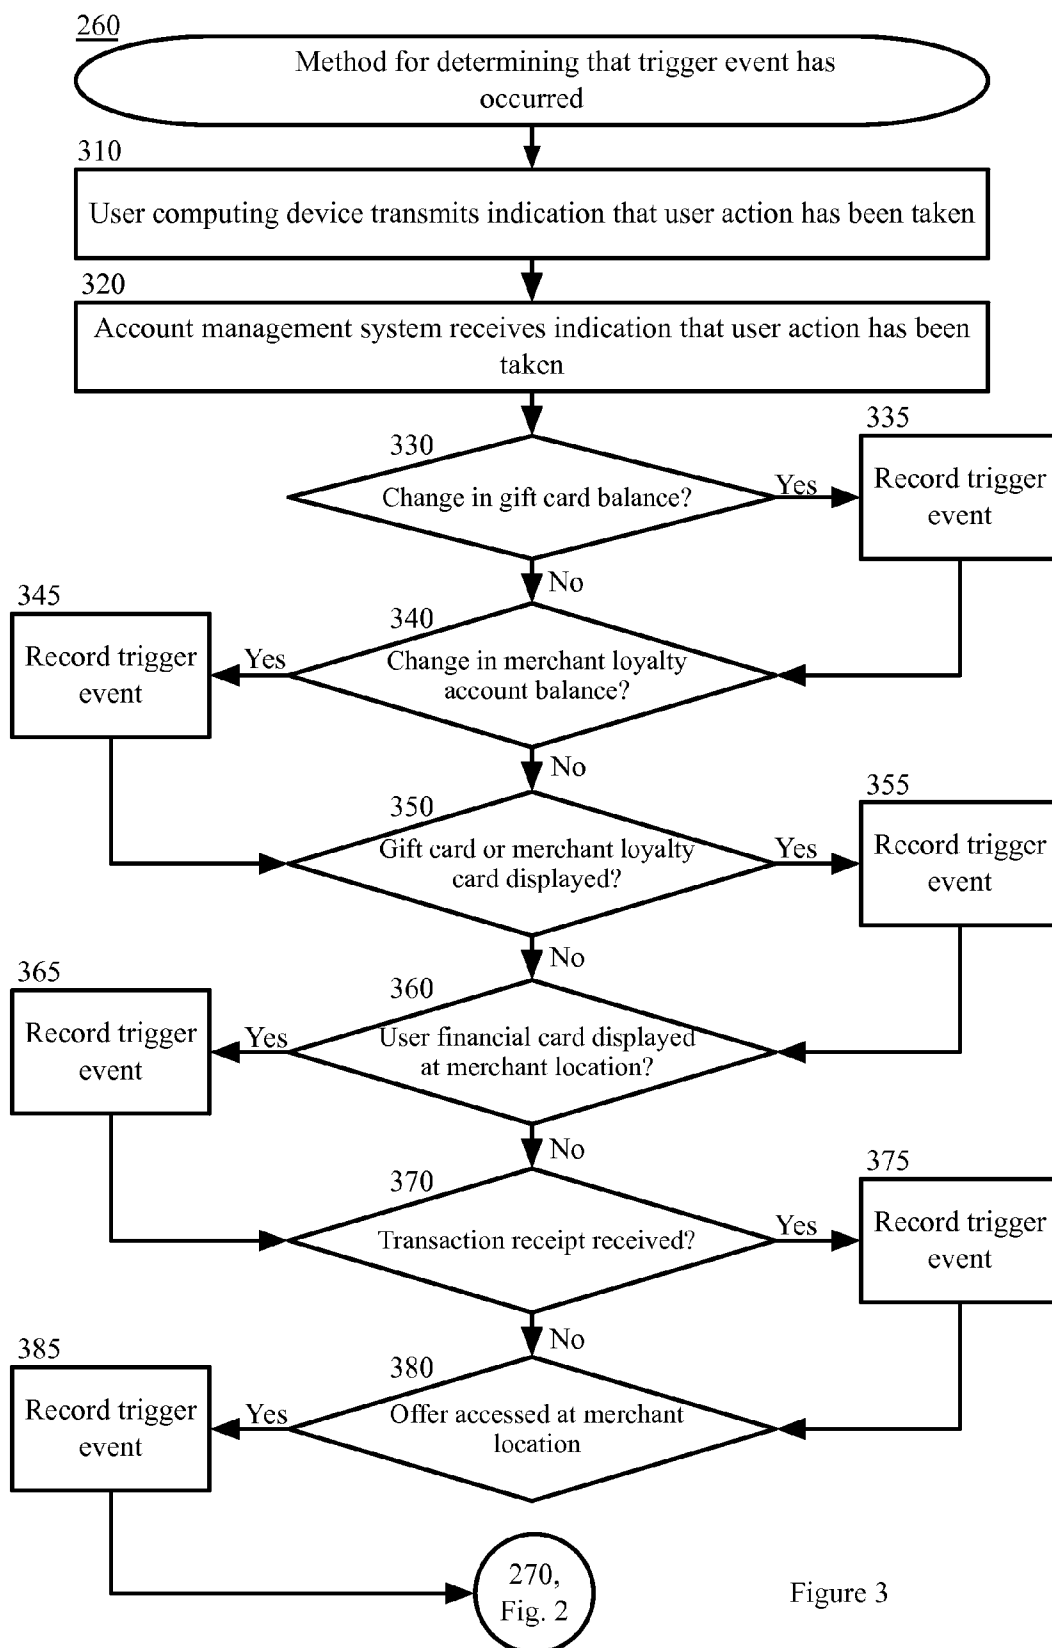 260
Method for determining that trigger event has
occurred
310
User computing device transmits indication that user action has been taken
320
Account management system receives indication that user action has been
taken
330
Change in gift card balance?
Yes
335
Record trigger
event
No
340
Change in merchant loyalty
account balance?
Yes
345
Record trigger
event
No
350
Gift card or merchant loyalty
card displayed?
Yes
355
Record trigger
event
No
360
User financial card displayed
at merchant location?
Yes
365
Record trigger
event
No
370
Transaction receipt received?
Yes
375
Record trigger
event
No
380
Offer accessed at merchant
location
Yes
385
Record trigger
event
270,
Fig. 2
Figure 3